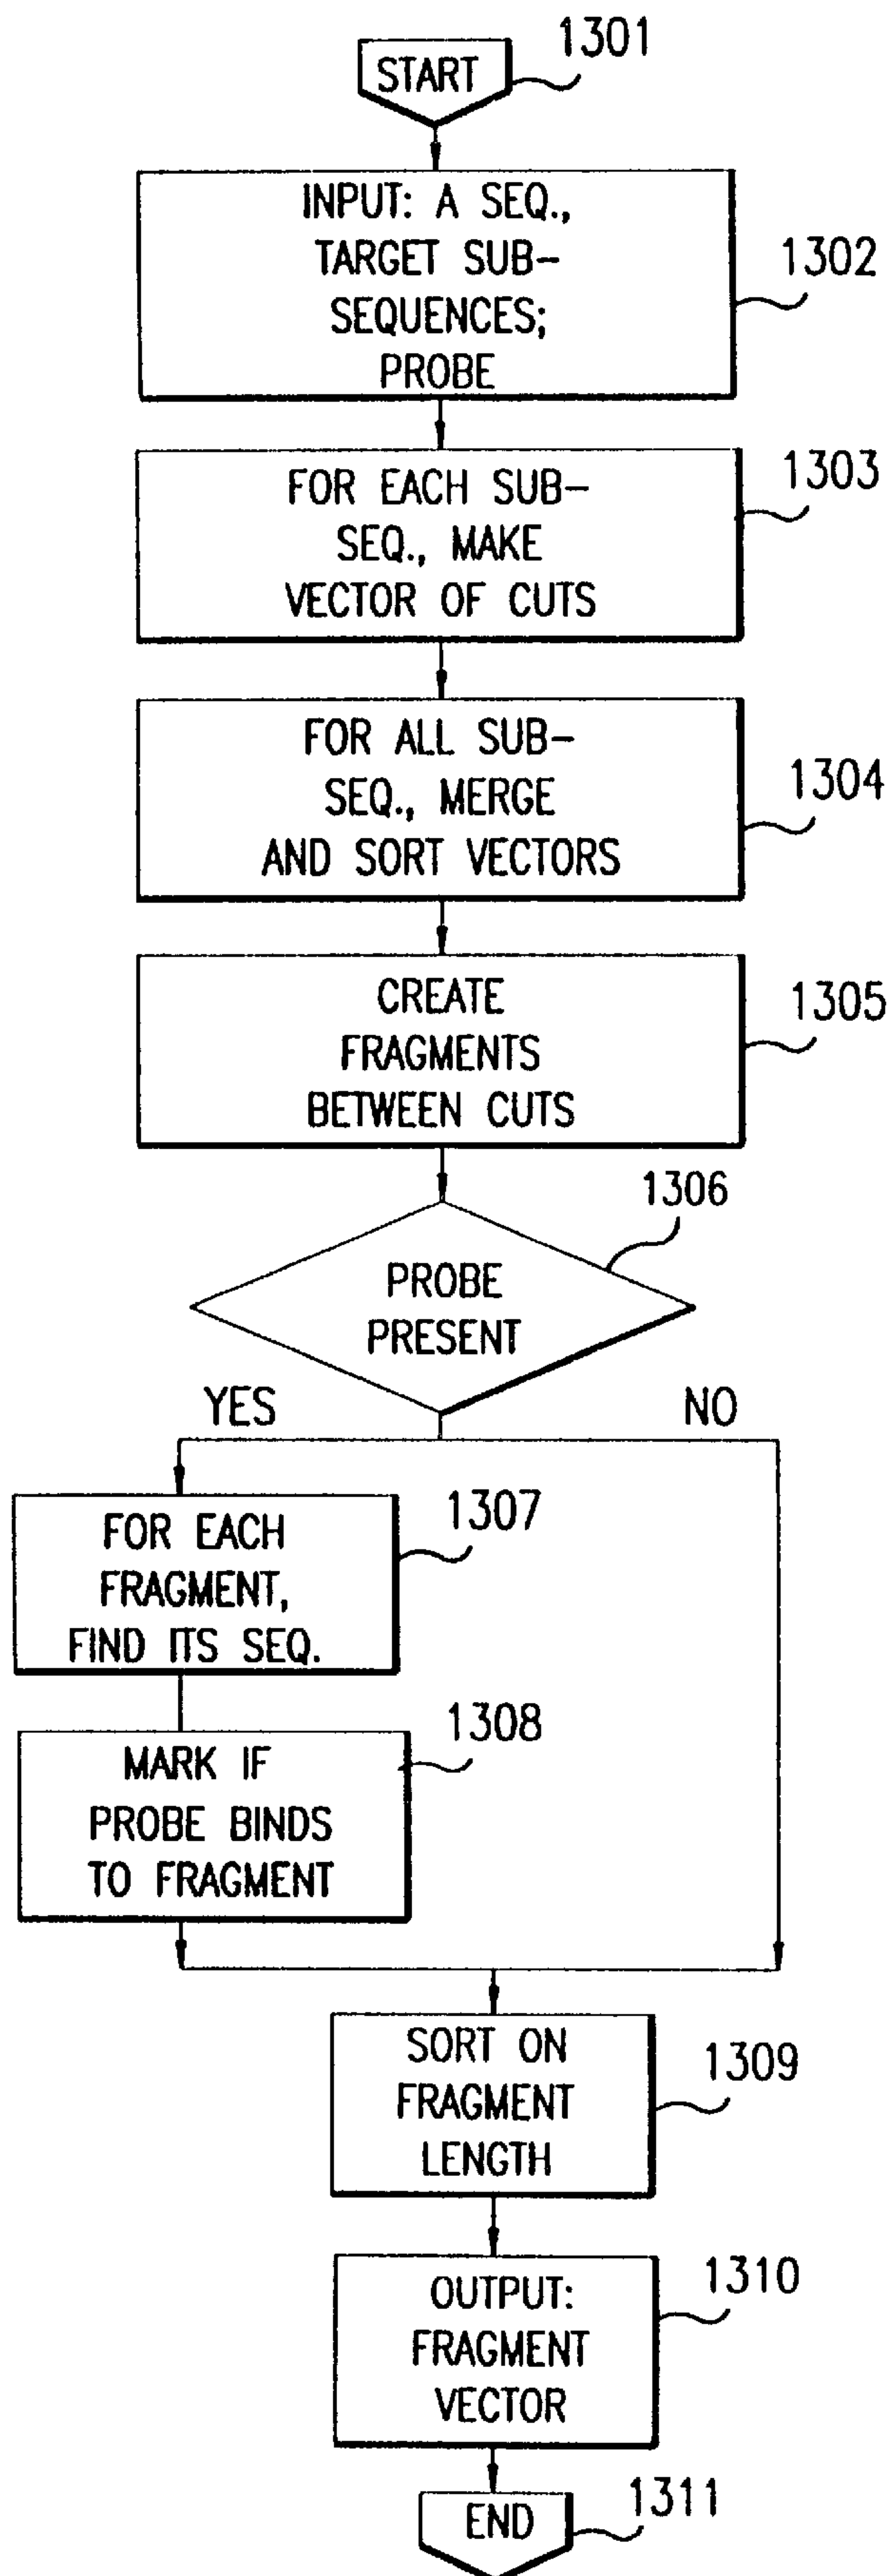 START
1301
INPUT: A SEQ.,
TARGET SUB-
SEQUENCES;
PROBE
1302
FOR EACH SUB-
SEQ., MAKE
VECTOR OF CUTS
1303
FOR ALL SUB-
SEQ., MERGE
AND SORT VECTORS
1304
CREATE
FRAGMENTS
BETWEEN CUTS
1305
PROBE
PRESENT
1306
YES
NO
FOR EACH
FRAGMENT,
FIND ITS SEQ.
1307
MARK IF
PROBE BINDS
TO FRAGMENT
1308
SORT ON
FRAGMENT
LENGTH
1309
OUTPUT:
FRAGMENT
VECTOR
1310
END
1311